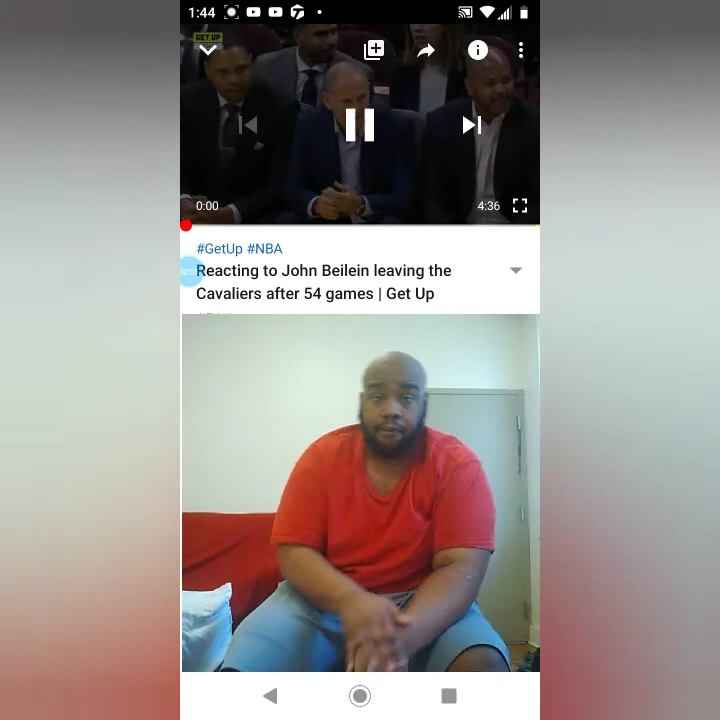 1:44
GET UP
0:00
4:36
#GetUp #NBA
Reacting to John Beilein leaving the
Cavaliers after 54 games | Get Up